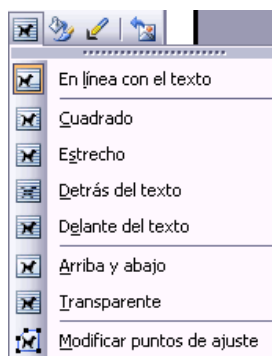 En línea con el texto
Cuadrado
Estrecho
Detrás del texto
Delante del texto
Arriba y abajo
Transparente
Modificar puntos de ajuste